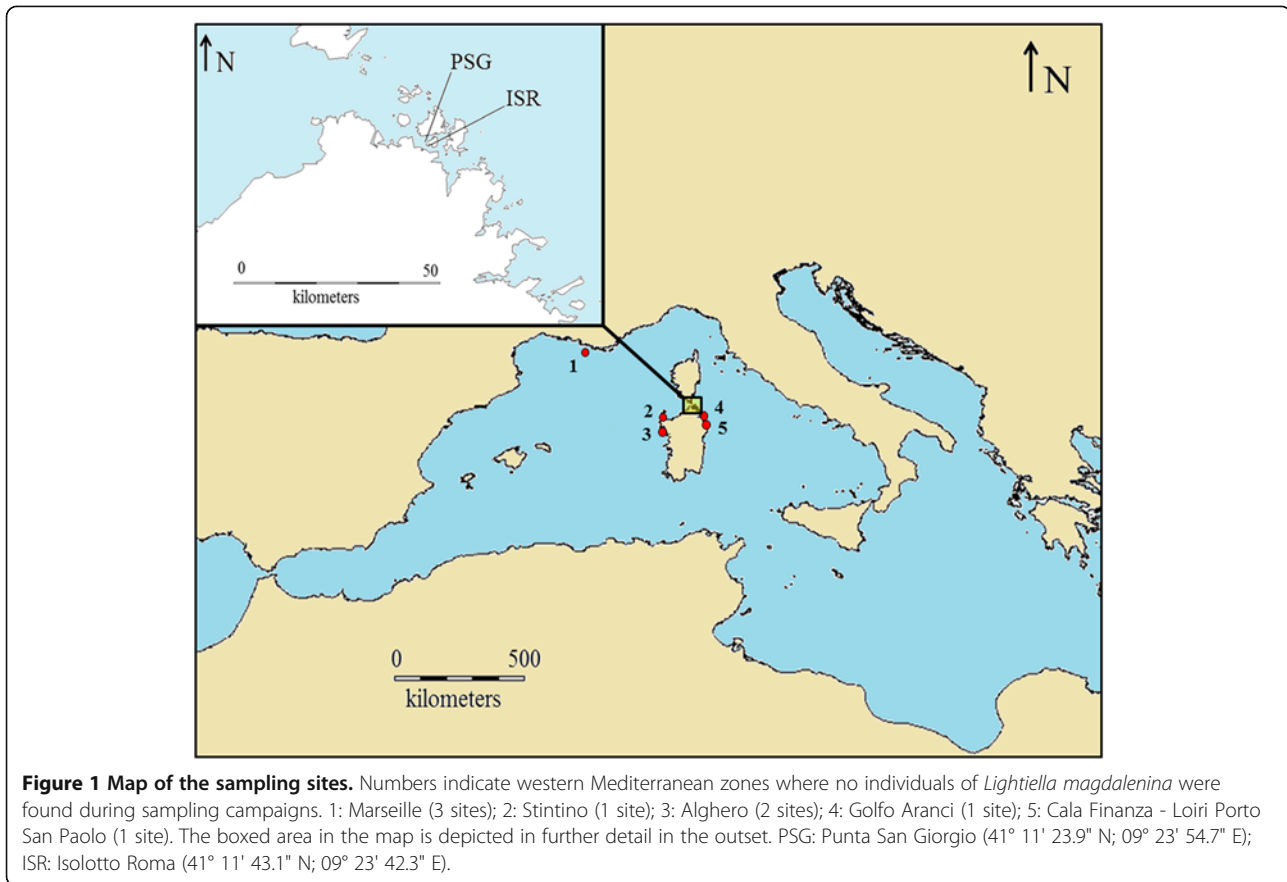 N
PSG
ISR
0 50
kilometers
N
1
2
3
4
5
0 500
kilometers
Figure 1 Map of the sampling sites. Numbers indicate western Mediterranean zones where no individuals of Lightiella magdalenina were
found during sampling campaigns. 1: Marseille (3 sites); 2: Stintino (1 site); 3: Alghero (2 sites); 4: Golfo Aranci (1 site); 5: Cala Finanza - Loiri Porto
San Paolo (1 site). The boxed area in the map is depicted in further detail in the outset. PSG: Punta San Giorgio (41° 11' 23.9" N; 09° 23' 54.7" E);
ISR: Isolotto Roma (41° 11' 43.1" N; 09° 23' 42.3" E).